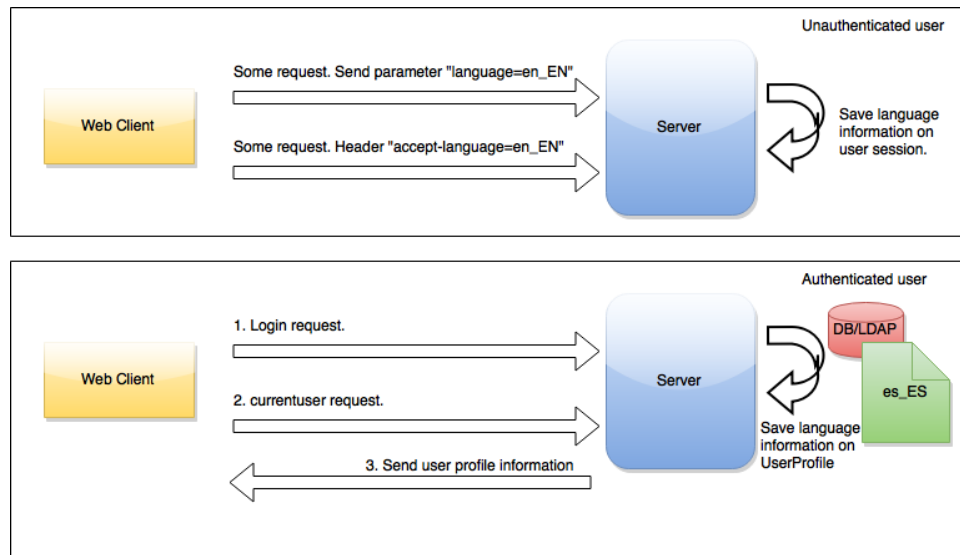 Unauthenticated user
Some request. Send parameter "language=en_EN"
Web Client
Server
Some request. Header "accept-language=en_EN"
Save language
information on
user session.
Authenticated user
1. Login request.
DB/LDAP
Web Client
Server
es_ES
2. currentuser request.
Save language
information on
UserProfile
3. Send user profile information